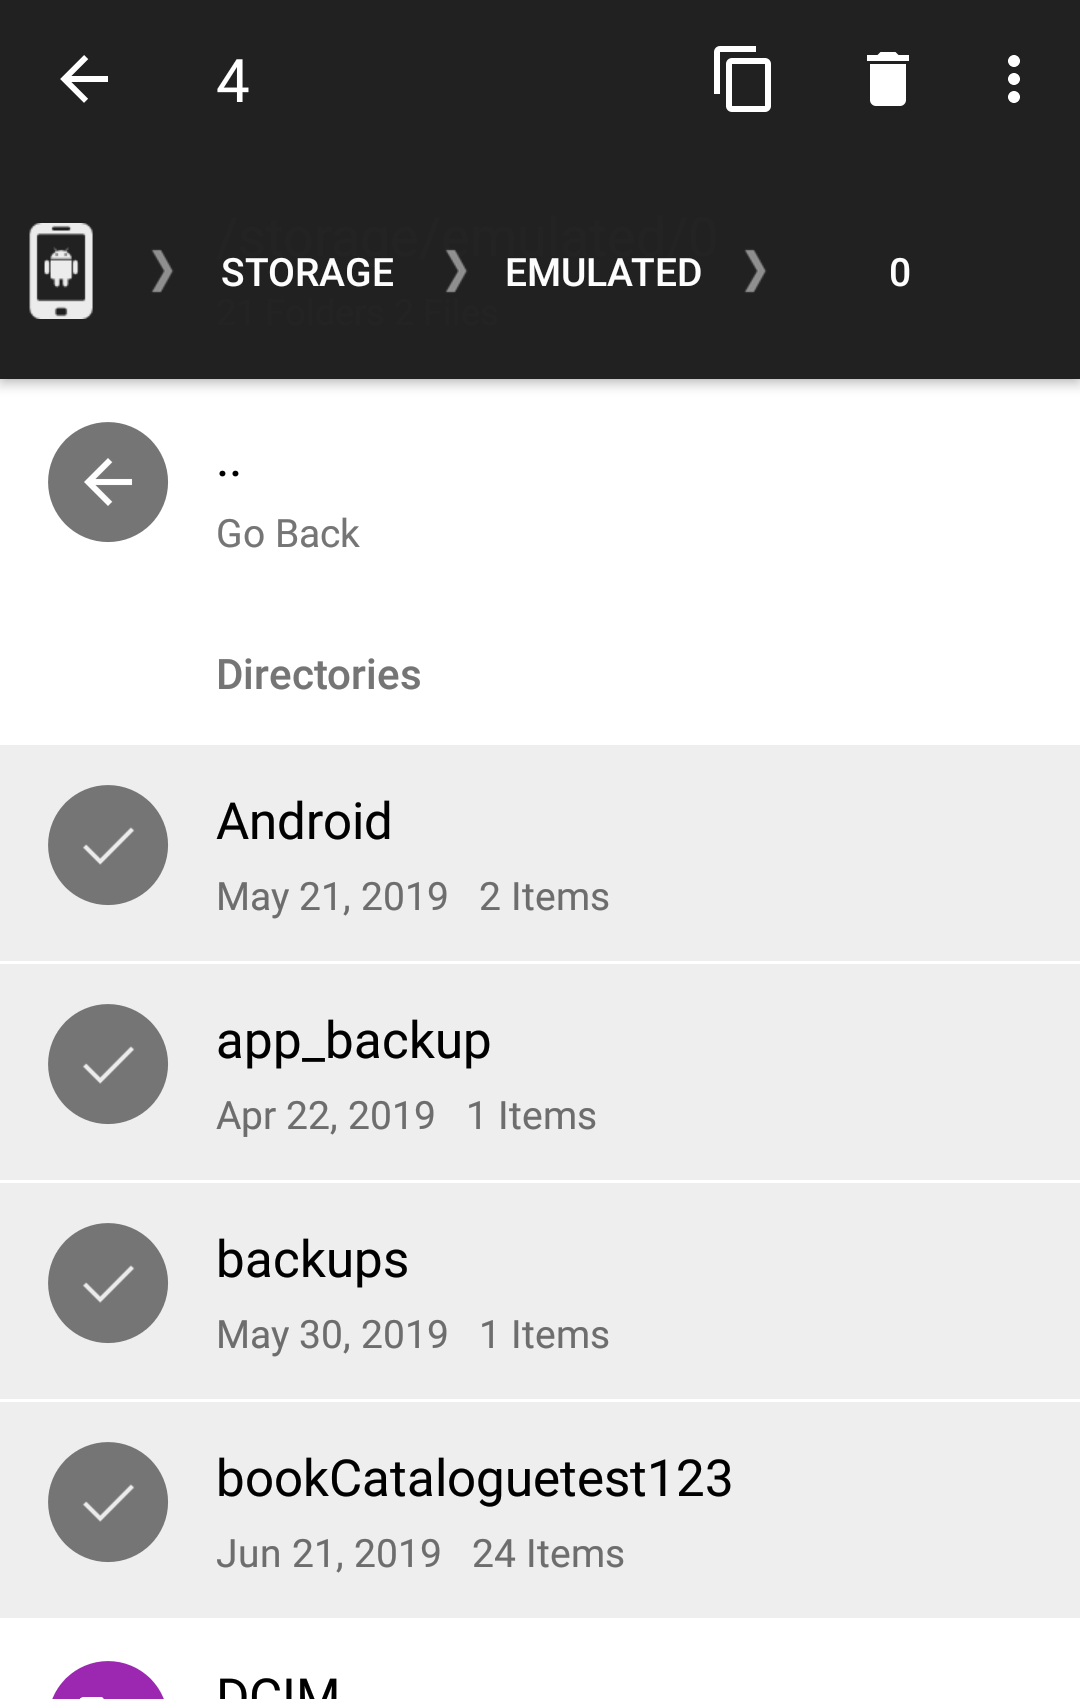 4
/storage/emulated/0
STORAGE ❯ EMULATED ❯ 0
21 Folders 2 Files
..
Go Back
Directories
Android
May 21, 2019 2 Items
app_backup
Apr 22, 2019 1 Items
backups
May 30, 2019 1 Items
bookCataloguetest123
Jun 21, 2019 24 Items
DCIM